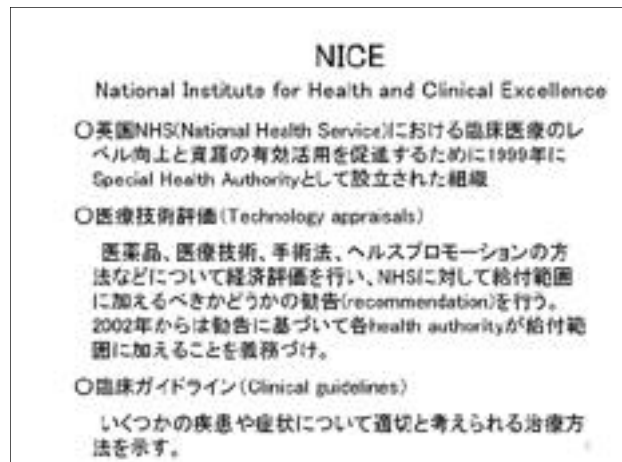 NICE
National Institute for Health and Clinical Excellence
〇英国NHS(National Health Service)における臨床医療のレ
ベル向上と資源の有効活用を促進するために1999年に
Special Health Authorityとして設立された組織
〇医療技術評価(Technology appraisals)
医薬品、医療技術、手術法、ヘルスプロモーションの方
法などについて経済評価を行い、NHSに対して給付範囲
に加えるべきかどうかの勧告(recommendation)を行う。
2002年からは勧告に基づいて各health authorityが給付範
囲に加えることを義務づけ。
〇臨床ガイドライン(Clinical guidelines)
いくつかの疾患や症状について適切と考えられる治療方
法を示す。